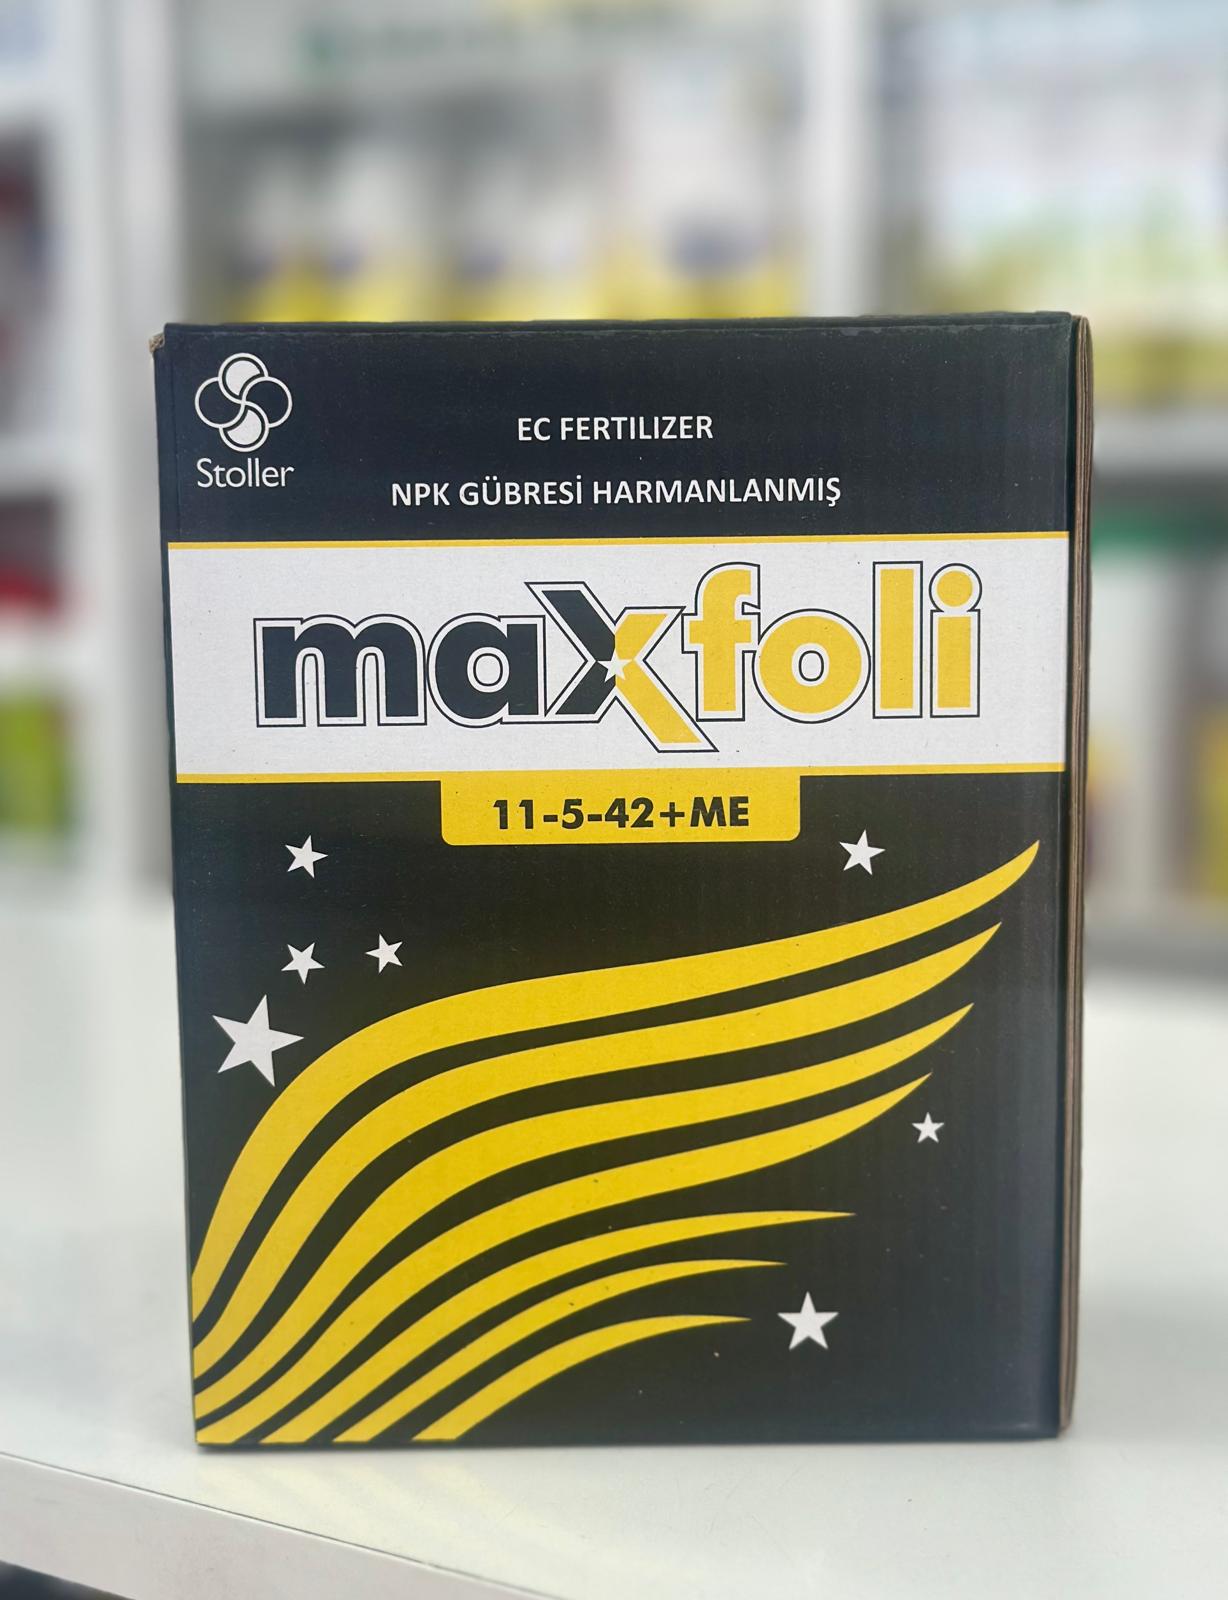 Stoller
EC FERTILIZER
NPK GÜBRESİ HARMANLANMIŞ
maxfoli
11-5-42+ME